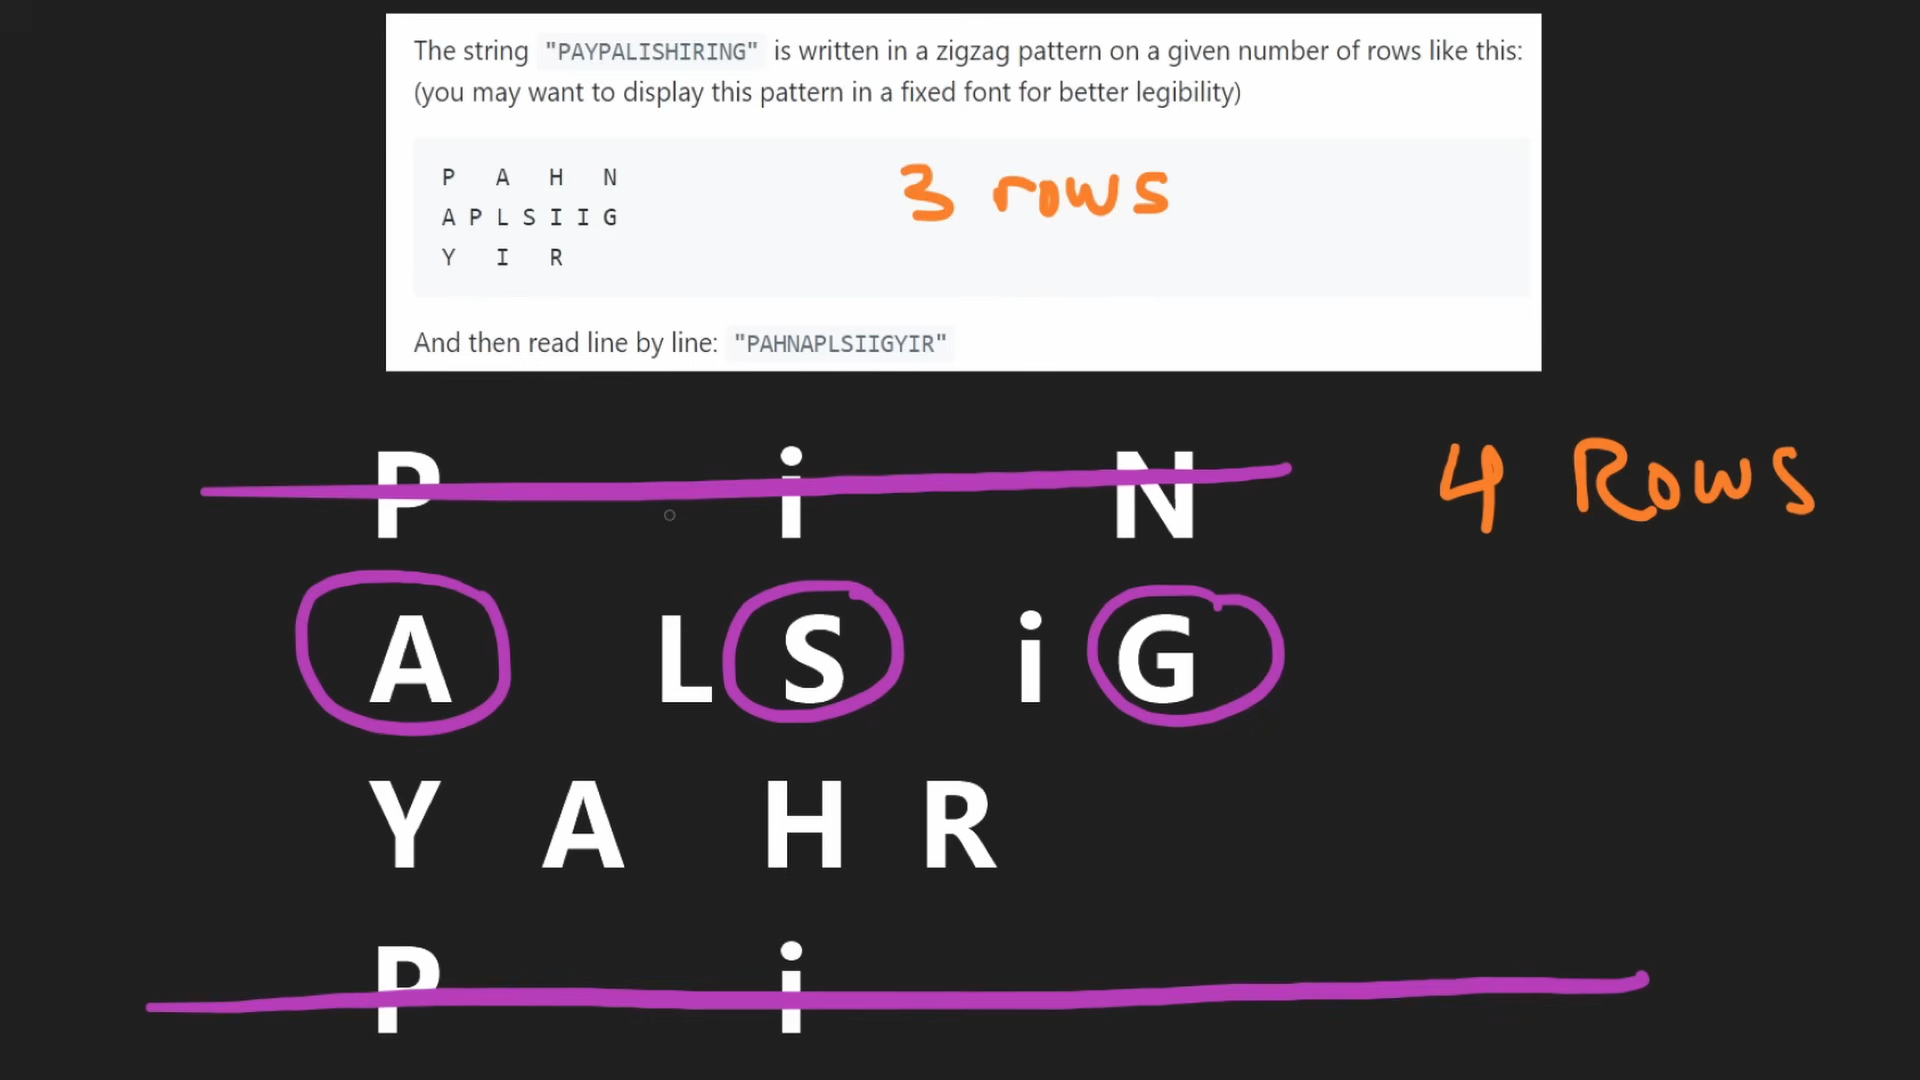 The string "PAYPALISHIRING" is written in a zigzag pattern on a given number of rows like this:
(you may want to display this pattern in a fixed font for better legibility)
P A H N
A P L S I I G
Y I R
3 rows
And then read line by line: "PAHNAPLSIIGYIR"
P i N
4 Rows
A L S i G
Y A H R
P i